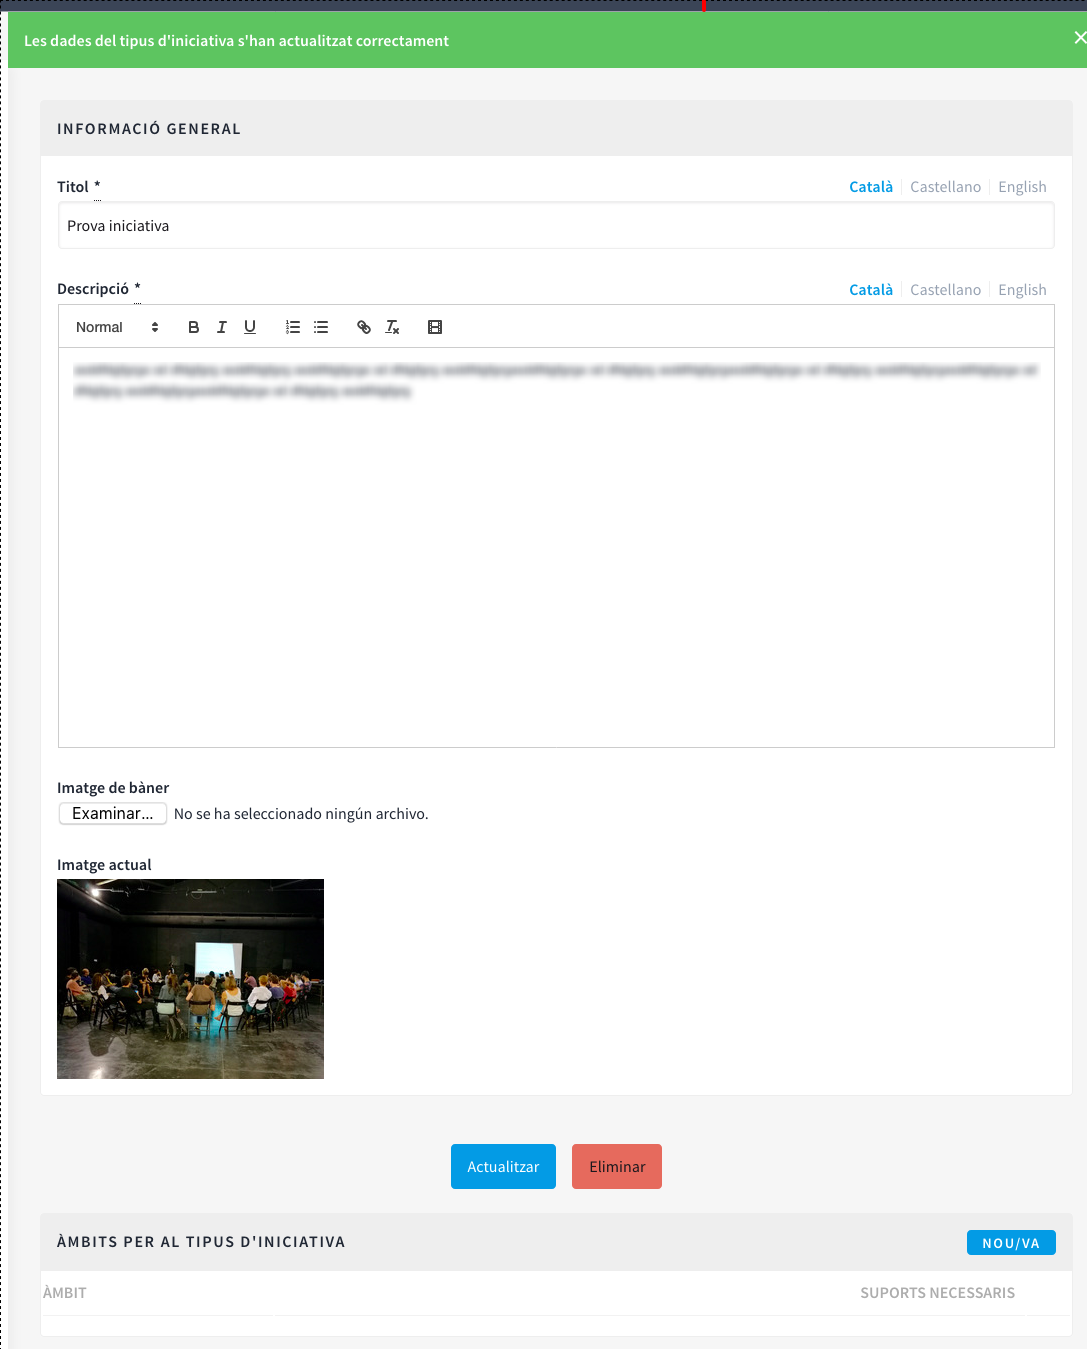 Les dades del tipus d'iniciativa s'han actualitzat correctament
INFORMACIÓ GENERAL
Titol *
Català Castellano English
Prova iniciativa
Descripció *
Català Castellano English
Normal
Imatge de bàner
Examinar... No se ha seleccionado ningún archivo.
Imatge actual
Actualitzar Eliminar
ÀMBITS PER AL TIPUS D'INICIATIVA
NOU/VA
ÀMBIT SUPORTS NECESSARIS